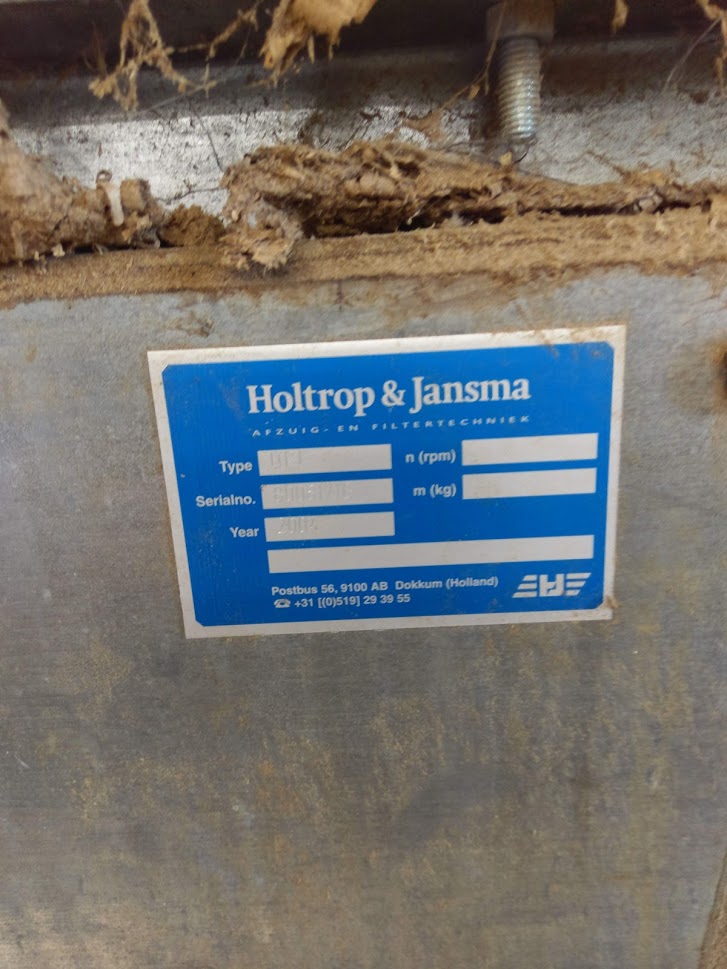 Holtrop & Jansma
AFZUIG- EN FILTERTECHNIEK
Type
n (rpm)
Serialno.
m (kg)
Year
Postbus 56, 9100 AB Dokkum (Holland)
☎ +31 [(0)519] 29 39 55